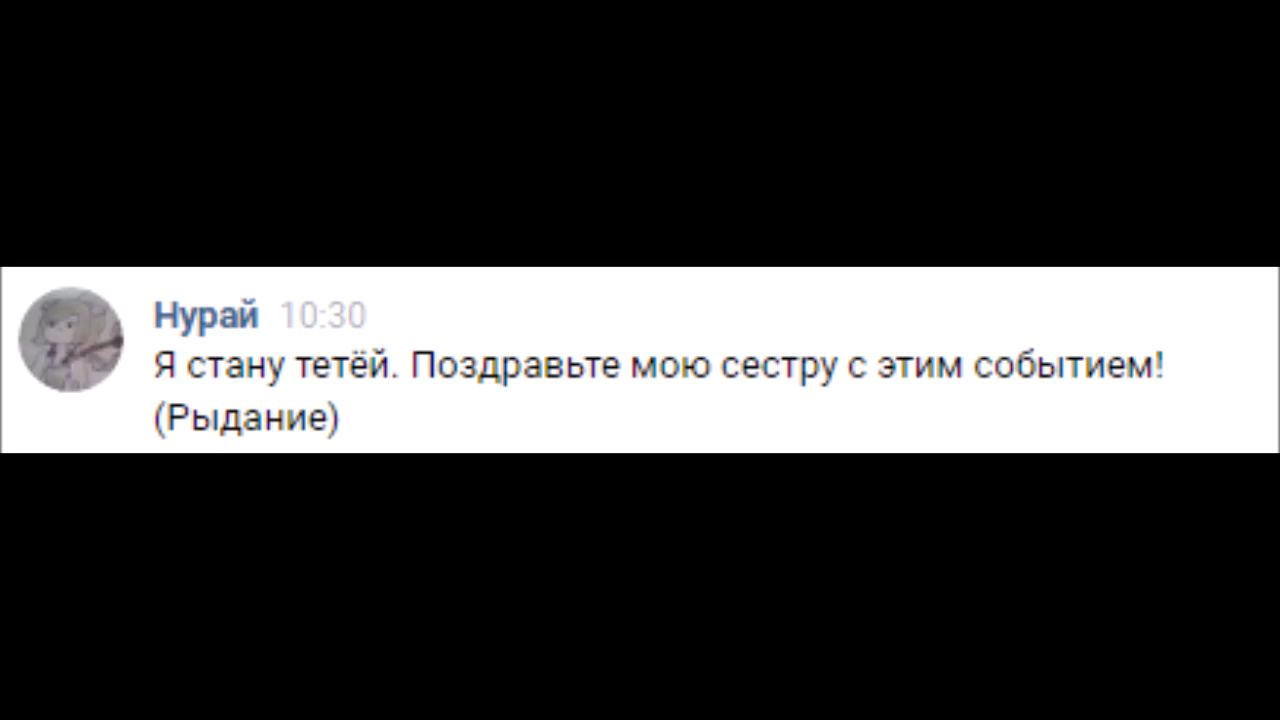 Нурай 10:30
Я стану тетёй. Поздравьте мою сестру с этим событием!
(Рыдание)